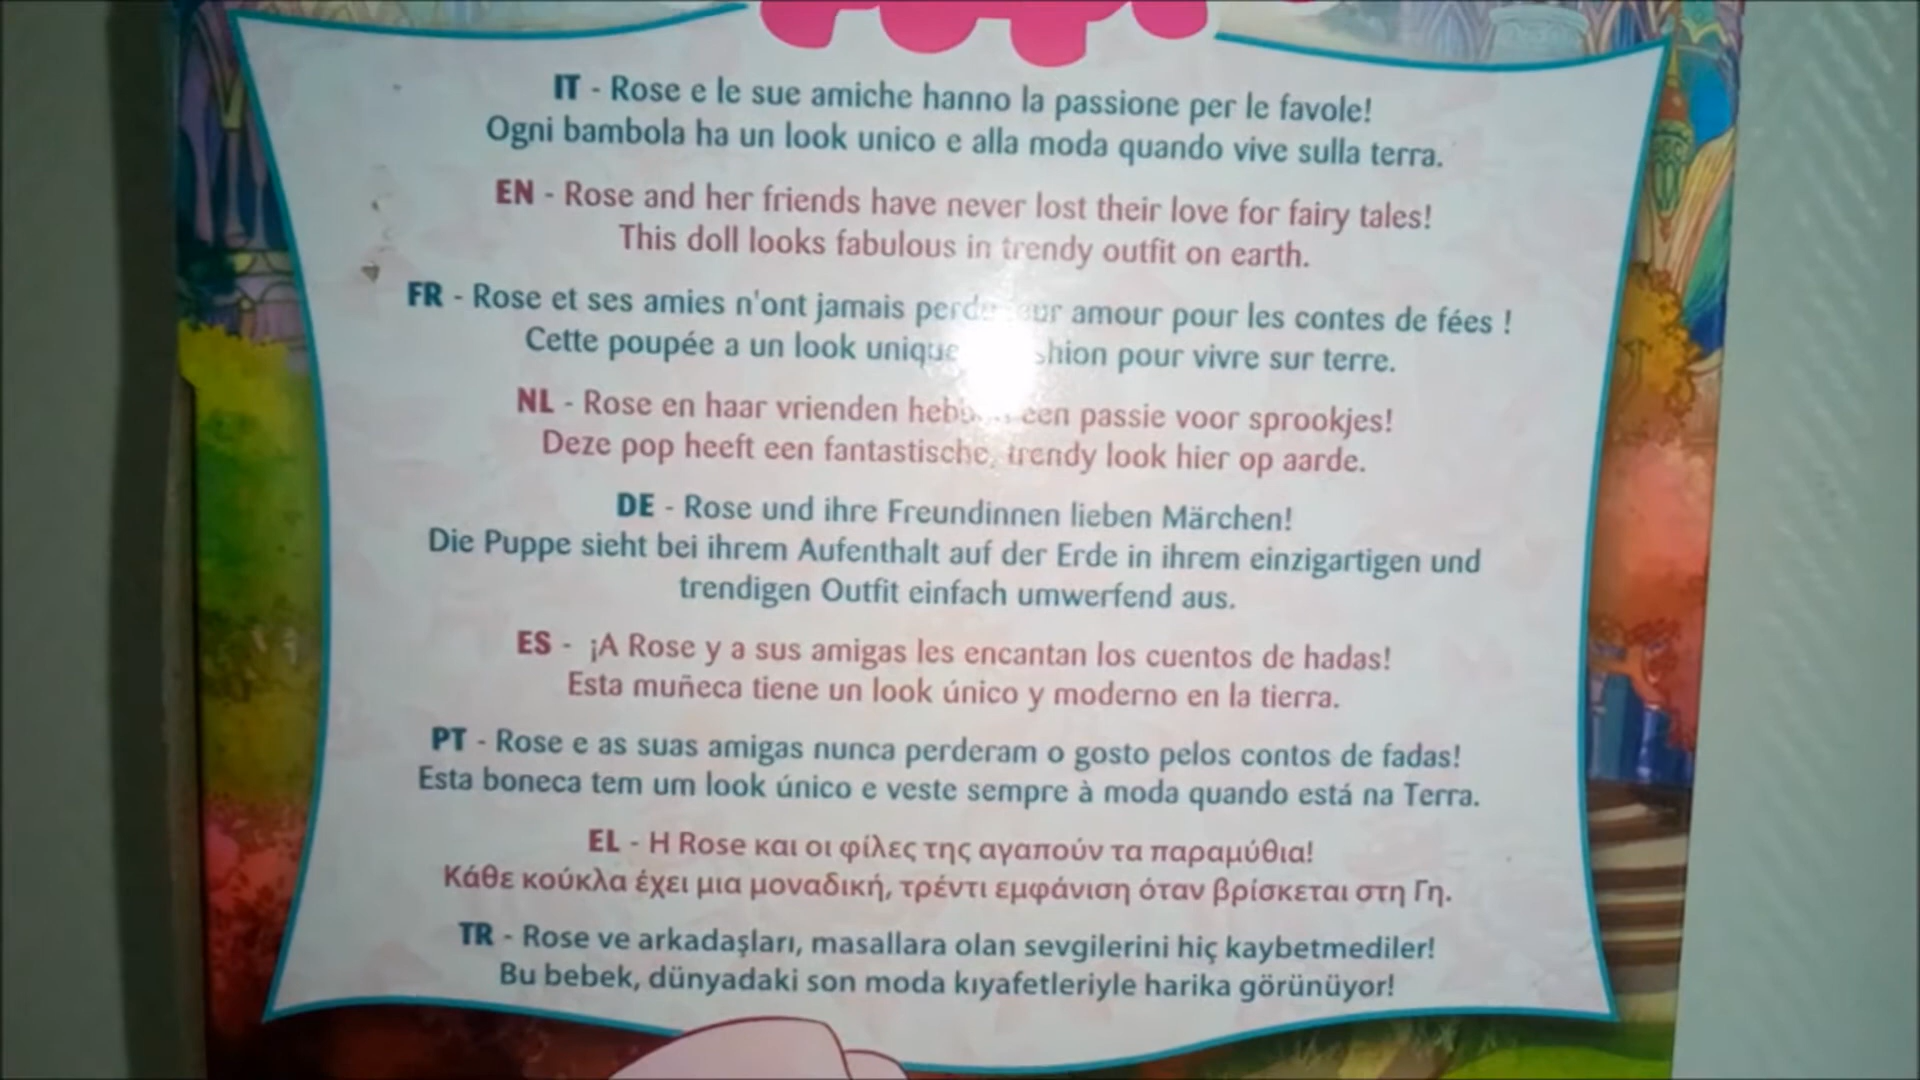 IT - Rose e le sue amiche hanno la passione per le favole!
Ogni bambola ha un look unico e alla moda quando vive sulla terra.
EN - Rose and her friends have never lost their love for fairy tales!
This doll looks fabulous in trendy outfit on earth.
FR - Rose et ses amies n'ont jamais amour pour les contes de fées !
Cette poupée a un look unique pour vivre sur terre.
NL - Rose en haar vrienden een passie voor sprookjes!
Deze pop heeft een fantastische, trendy look hier op aarde.
DE - Rose und ihre Freundinnen lieben Märchen!
Die Puppe sieht bei ihrem Aufenthalt auf der Erde in ihrem einzigartigen und
trendigen Outfit einfach umwerfend aus.
ES - ¡A Rose y a sus amigas les encantan los cuentos de hadas!
Esta muñeca tiene un look único y moderno en la tierra.
PT - Rose e as suas amigas nunca perderam o gosto pelos contos de fadas!
Esta boneca tem um look único e veste sempre à moda quando está na Terra.
EL - Η Rose και οι φίλες της αγαπούν τα παραμύθια!
Κάθε κούκλα έχει μια μοναδική, τρέντι εμφάνιση όταν βρίσκεται στη Γη.
TR - Rose ve arkadaşları, masallara olan sevgilerini hiç kaybetmediler!
Bu bebek, dünyadaki son moda kıyafetleriyle harika görünüyor!